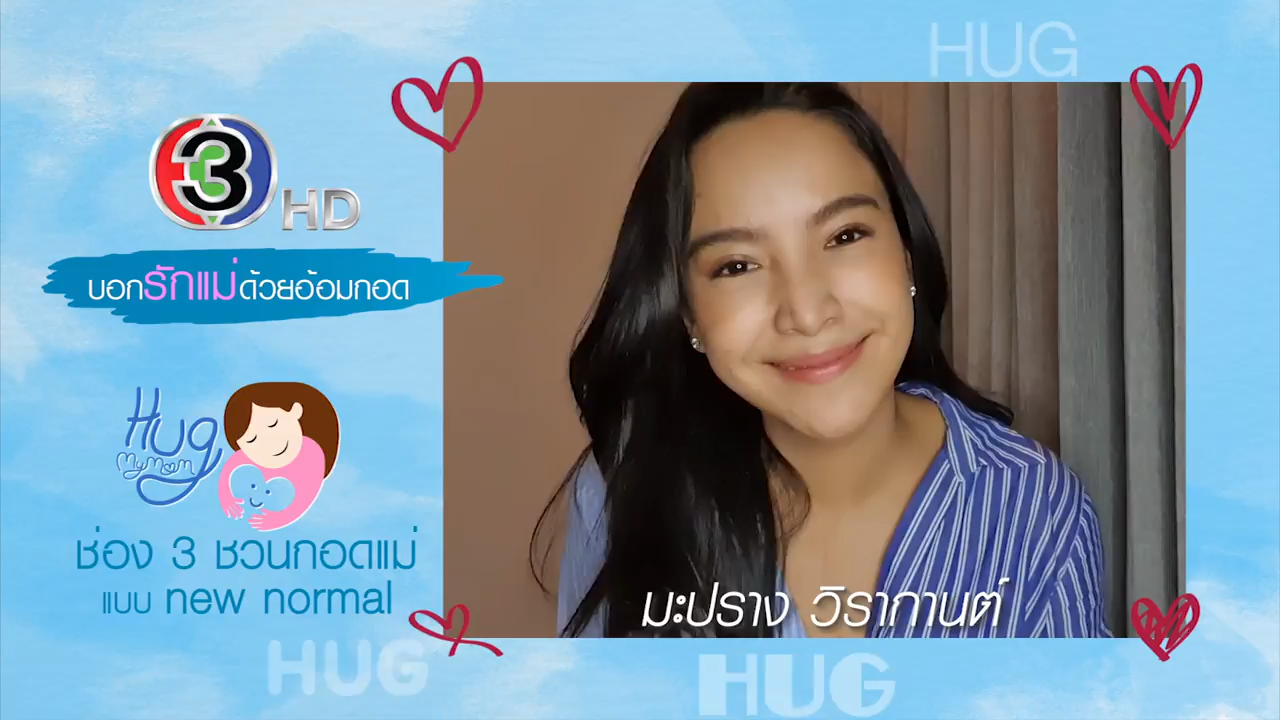 HUG
3 HD
บอกรักแม่ด้วยอ้อมกอด
Hug
My Mom
ช่อง 3 ชวนกอดแม่
แบบ new normal
มะปราง วิรากานต์
HUG
HUG